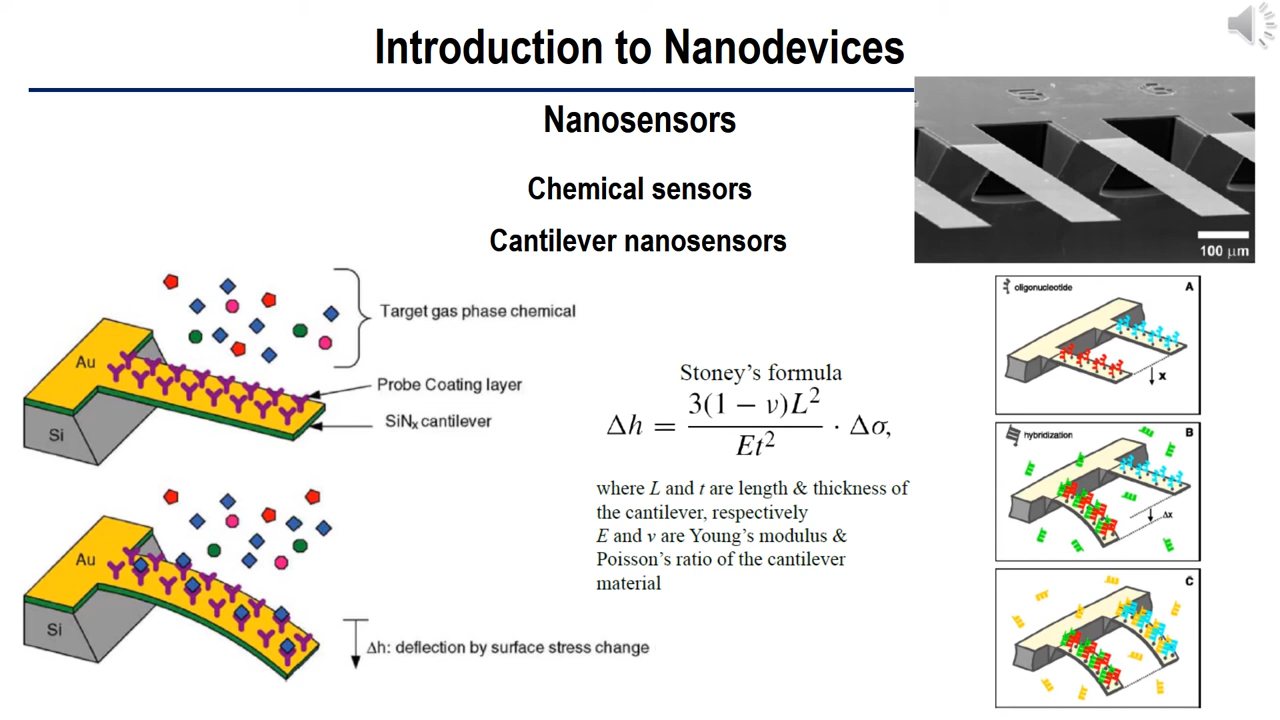 Introduction to Nanodevices
Nanosensors
Chemical sensors
Cantilever nanosensors
100 µm
Target gas phase chemical
Au
Probe Coating layer
SiNₓ cantilever
Si
Au
Si
Δh: deflection by surface stress change
Stoney's formula
Δh = 3(1 − ν)L² / Et² · Δσ,
where L and t are length & thickness of
the cantilever, respectively
E and ν are Young's modulus &
Poisson's ratio of the cantilever
material
oligonucleotide A
x
hybridization B
Δx
C